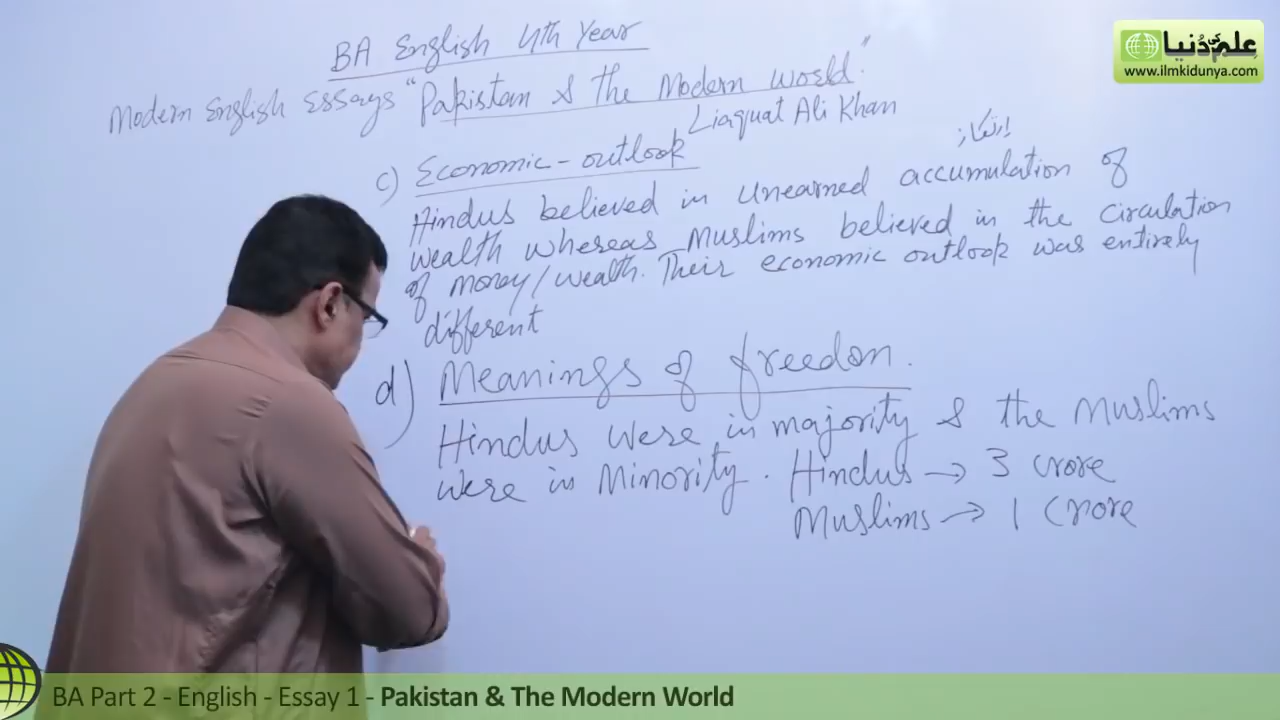 BA English 4th Year
Modern English Essays "Pakistan & the Modern World"
Liaquat Ali Khan
c) Economic-outlook
ارتکاز
Hindus believed in unearned accumulation of
wealth whereas Muslims believed in the circulation
of money/wealth. Their economic outlook was entirely
different
d) Meanings of freedon.
Hindus were in majority & the Muslims
were in Minority. Hindus → 3 crore
Muslims → 1 Crore
علم کی دُنیا
www.ilmkidunya.com
BA Part 2 - English - Essay 1 - Pakistan & The Modern World